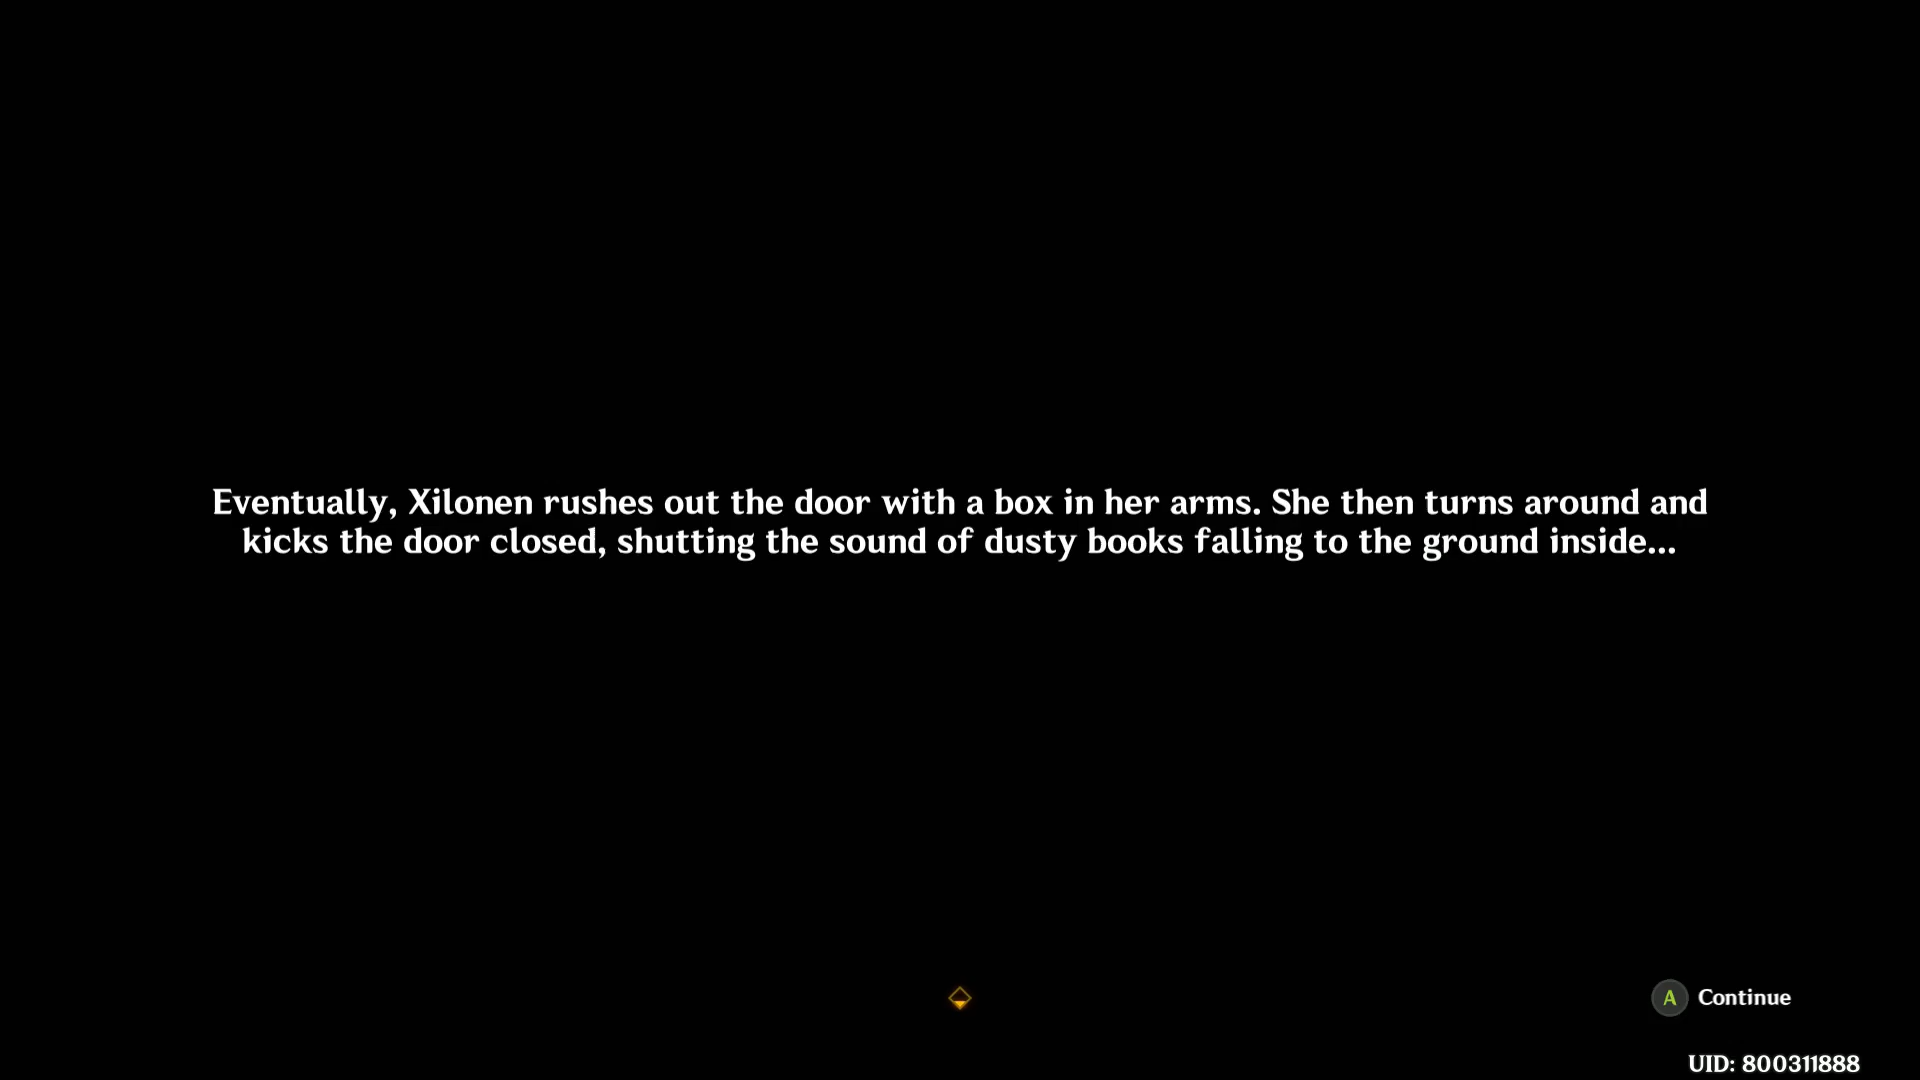 Eventually, Xilonen rushes out the door with a box in her arms. She then turns around and
kicks the door closed, shutting the sound of dusty books falling to the ground inside...
A Continue
UID: 800311888